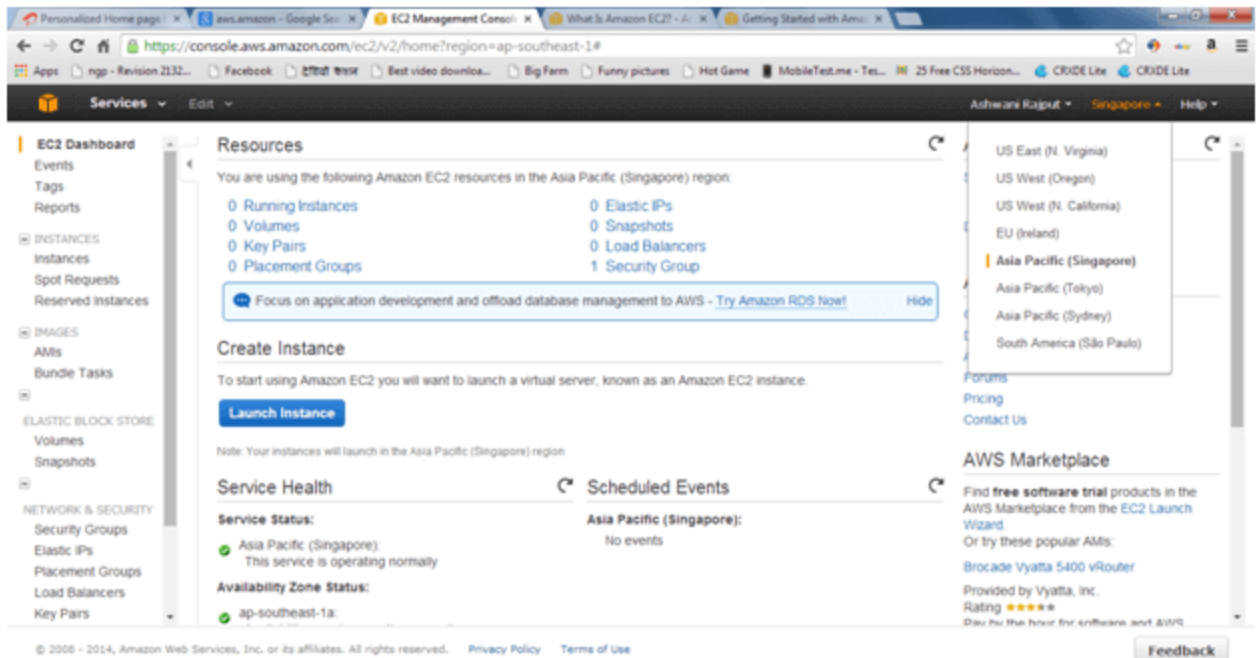 Personalized Home page
aws.amazon - Google Sea
EC2 Management Consol
What Is Amazon EC2? - A
Getting Started with Ama
https://console.aws.amazon.com/ec2/v2/home?region=ap-southeast-1#
Apps ngp - Revision 2132... Facebook Best video downloa... Big Farm Funny pictures Hot Game MobileTest.me - Tes... 25 Free CSS Horizon... CRXDE Lite CRXDE Lite
Services Edit Ashwani Rajput Singapore Help
EC2 Dashboard
Events
Tags
Reports
INSTANCES
Instances
Spot Requests
Reserved Instances
IMAGES
AMIs
Bundle Tasks
ELASTIC BLOCK STORE
Volumes
Snapshots
NETWORK & SECURITY
Security Groups
Elastic IPs
Placement Groups
Load Balancers
Key Pairs
Resources
You are using the following Amazon EC2 resources in the Asia Pacific (Singapore) region:
0 Running Instances 0 Elastic IPs
0 Volumes 0 Snapshots
0 Key Pairs 0 Load Balancers
0 Placement Groups 1 Security Group
Focus on application development and offload database management to AWS - Try Amazon RDS Now! Hide
Create Instance
To start using Amazon EC2 you will want to launch a virtual server, known as an Amazon EC2 instance.
Launch Instance
Note: Your instances will launch in the Asia Pacific (Singapore) region
Service Health
Service Status:
Asia Pacific (Singapore):
This service is operating normally
Availability Zone Status:
ap-southeast-1a:
Scheduled Events
Asia Pacific (Singapore):
No events
US East (N. Virginia)
US West (Oregon)
US West (N. California)
EU (Ireland)
Asia Pacific (Singapore)
Asia Pacific (Tokyo)
Asia Pacific (Sydney)
South America (São Paulo)
Forums
Pricing
Contact Us
AWS Marketplace
Find free software trial products in the
AWS Marketplace from the EC2 Launch
Wizard.
Or try these popular AMIs:
Brocade Vyatta 5400 vRouter
Provided by Vyatta, Inc.
Rating
Pay by the hour for software and AWS
© 2008 - 2014, Amazon Web Services, Inc. or its affiliates. All rights reserved. Privacy Policy Terms of Use
Feedback